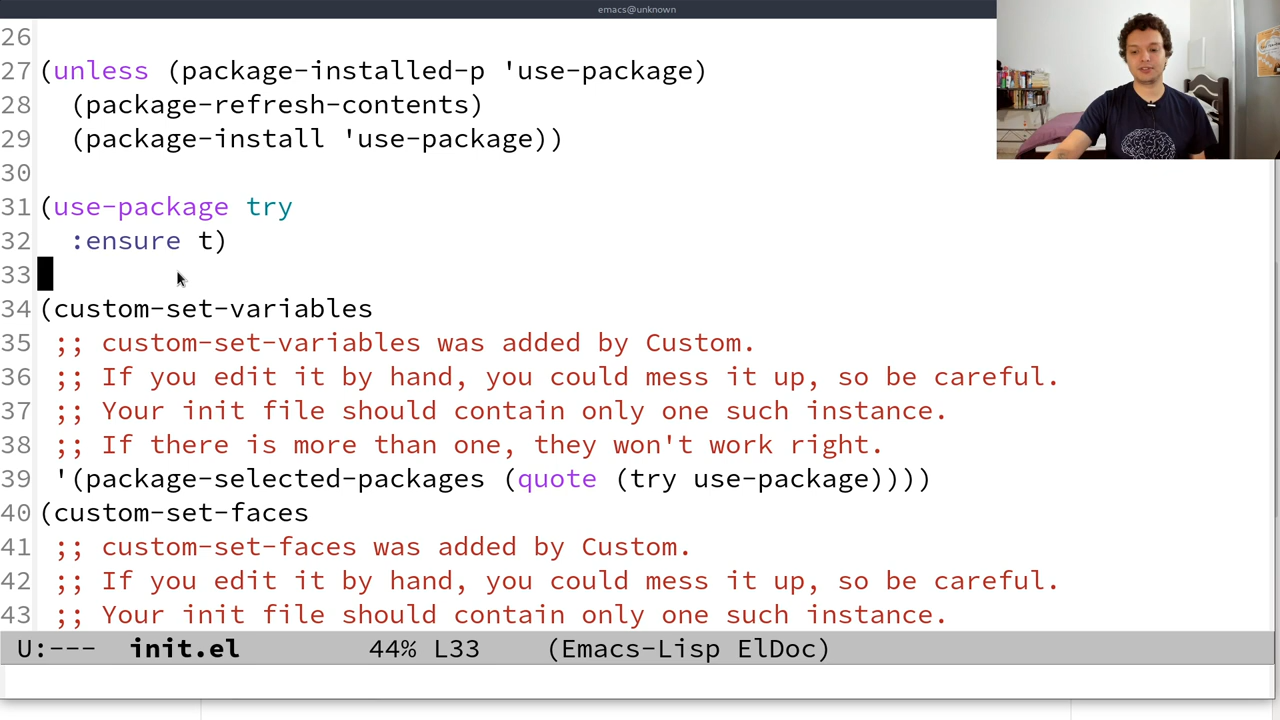 emacs@unknown
26
27 (unless (package-installed-p 'use-package)
28   (package-refresh-contents)
29   (package-install 'use-package))
30
31 (use-package try
32   :ensure t)
33
34 (custom-set-variables
35  ;; custom-set-variables was added by Custom.
36  ;; If you edit it by hand, you could mess it up, so be careful.
37  ;; Your init file should contain only one such instance.
38  ;; If there is more than one, they won't work right.
39  '(package-selected-packages (quote (try use-package))))
40 (custom-set-faces
41  ;; custom-set-faces was added by Custom.
42  ;; If you edit it by hand, you could mess it up, so be careful.
43  ;; Your init file should contain only one such instance.
U:---  init.el        44% L33    (Emacs-Lisp ElDoc)